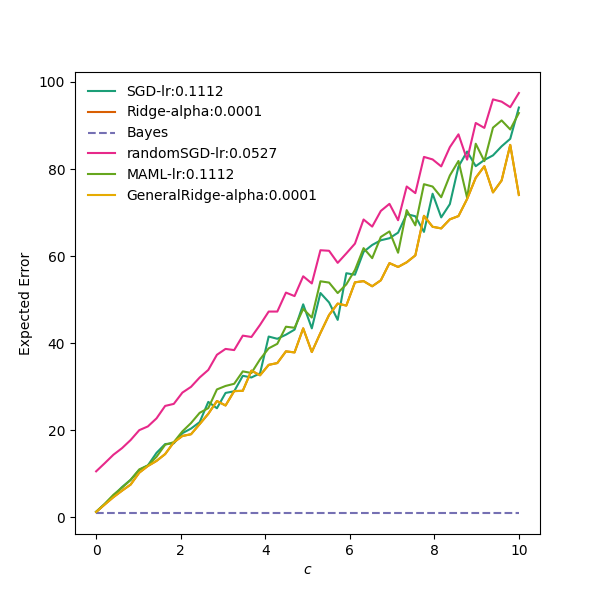 SGD-lr:0.1112
Ridge-alpha:0.0001
Bayes
randomSGD-lr:0.0527
MAML-lr:0.1112
GeneralRidge-alpha:0.0001
Expected Error
100
80
60
40
20
0
0 2 4 6 8 10
c